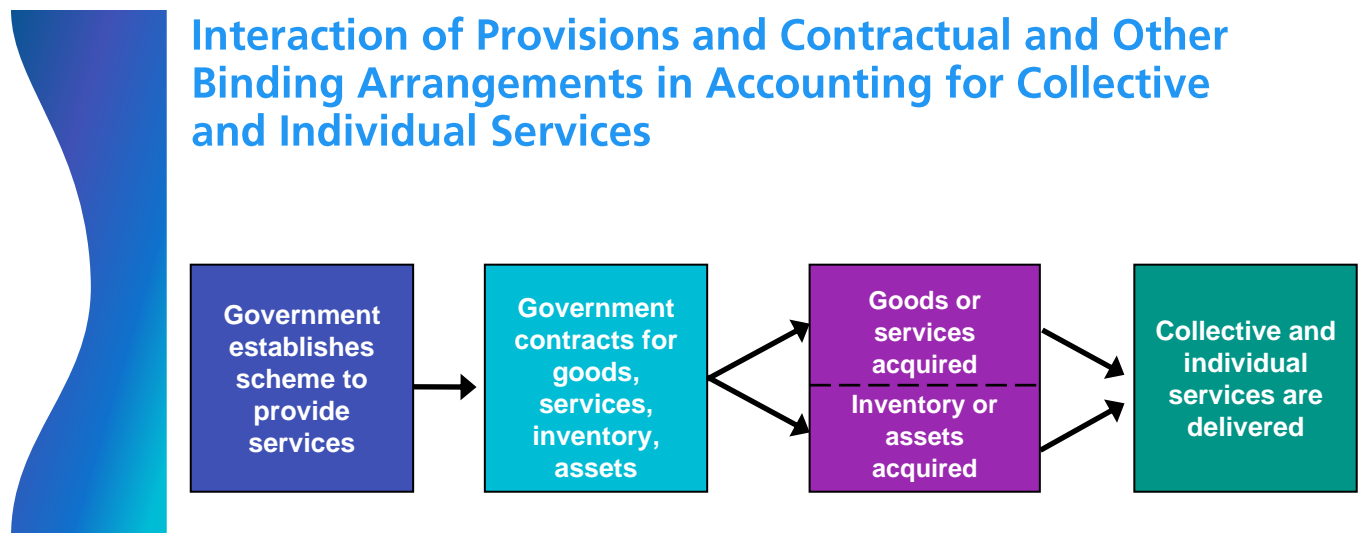 Interaction of Provisions and Contractual and Other
Binding Arrangements in Accounting for Collective
and Individual Services
Government
establishes
scheme to
provide
services
Government
contracts for
goods,
services,
inventory,
assets
Goods or
services
acquired
Inventory or
assets
acquired
Collective and
individual
services are
delivered